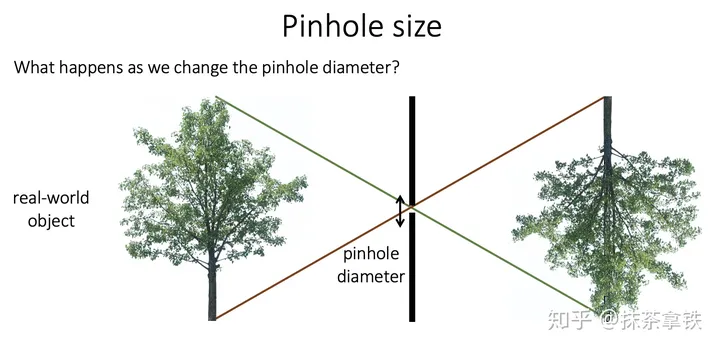 Pinhole size
What happens as we change the pinhole diameter?
real-world
object
pinhole
diameter
知乎 @抹茶拿铁